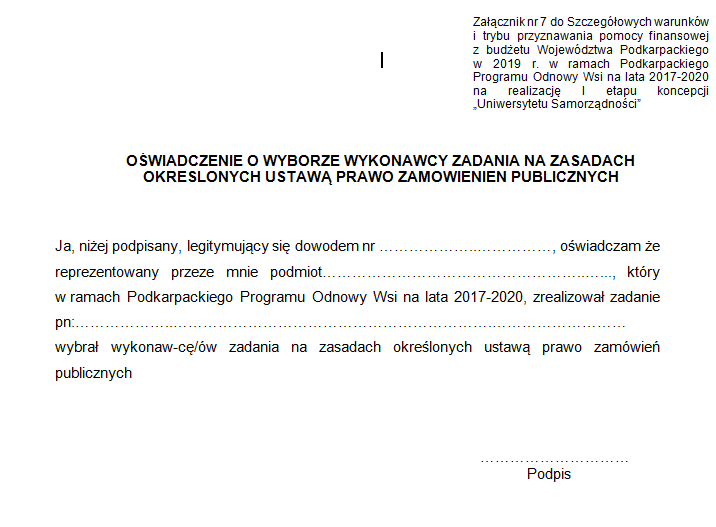 Załącznik nr 7 do Szczegółowych warunków
i trybu przyznawania pomocy finansowej
z budżetu Województwa Podkarpackiego
w 2019 r. w ramach Podkarpackiego
Programu Odnowy Wsi na lata 2017-2020
na realizację I etapu koncepcji
„Uniwersytetu Samorządności”
OŚWIADCZENIE O WYBORZE WYKONAWCY ZADANIA NA ZASADACH
OKRESLONYCH USTAWĄ PRAWO ZAMOWIENIEN PUBLICZNYCH
Ja, niżej podpisany, legitymujący się dowodem nr ………………..……………, oświadczam że
reprezentowany przeze mnie podmiot……………………………………………..….., który
w ramach Podkarpackiego Programu Odnowy Wsi na lata 2017-2020, zrealizował zadanie
pn:………………..……………………………………………………….………………………
wybrał wykonaw-cę/ów zadania na zasadach określonych ustawą prawo zamówień
publicznych
…………………………
Podpis